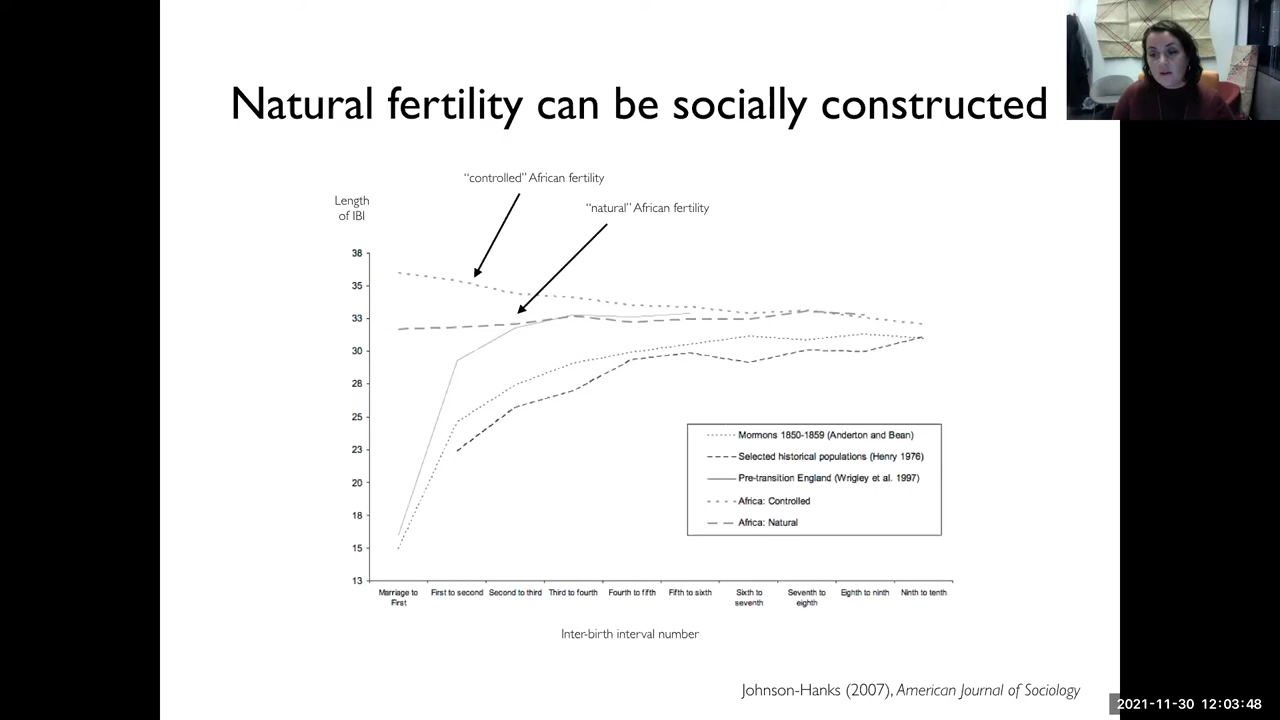 Natural fertility can be socially constructed
“controlled” African fertility
“natural” African fertility
Length
of IBI
38
35
33
30
28
25
23
20
18
15
13
Mormons 1850-1859 (Anderton and Bean)
Selected historical populations (Henry 1976)
Pre-transition England (Wrigley et al. 1997)
Africa: Controlled
Africa: Natural
Marriage to
First
First to second
Second to third
Third to fourth
Fourth to fifth
Fifth to sixth
Sixth to
seventh
Seventh to
eighth
Eighth to ninth
Ninth to tenth
Inter-birth interval number
Johnson-Hanks (2007), American Journal of Sociology
2021-11-30 12:03:48